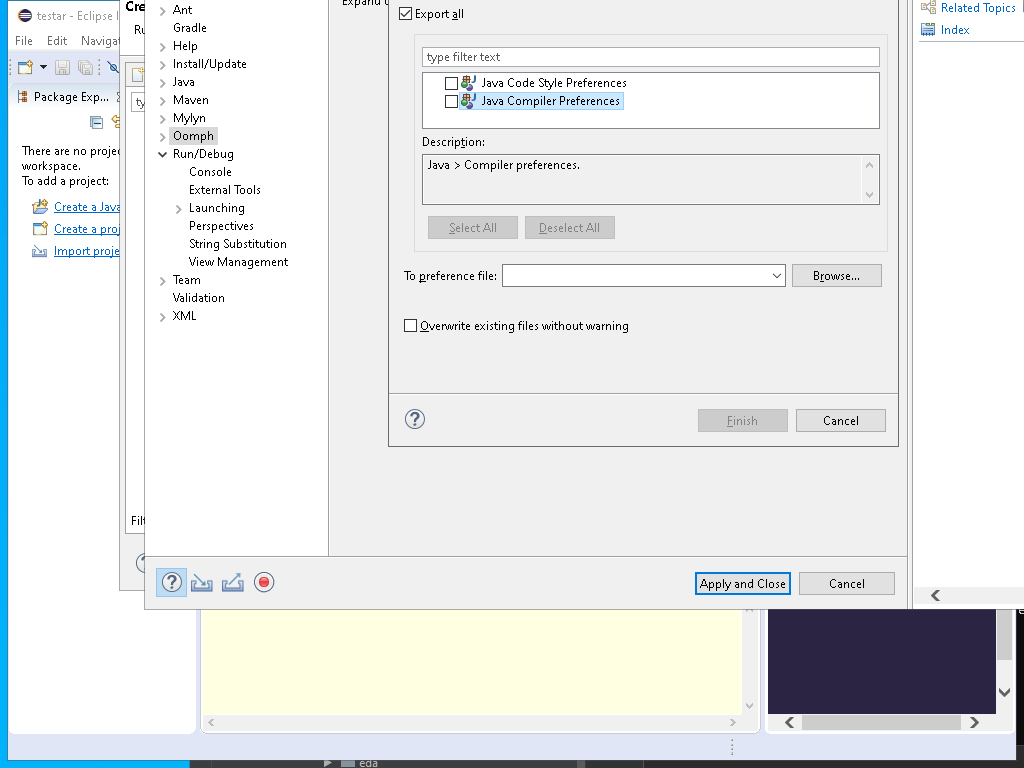 testar - Eclipse I
File
Edit
Navigat
Package Exp...
There are no projec
workspace.
To add a project:
Create a Java
Create a proj
Import proje
Cre
Ru
ty
Filt
Ant
Gradle
Help
Install/Update
Java
Maven
Mylyn
Oomph
Run/Debug
Console
External Tools
Launching
Perspectives
String Substitution
View Management
Team
Validation
XML
Expand
Export all
type filter text
Java Code Style Preferences
Java Compiler Preferences
Description:
Java > Compiler preferences.
Select All
Deselect All
To preference file:
Browse...
Overwrite existing files without warning
Finish
Cancel
Apply and Close
Cancel
Related Topics
Index
eda